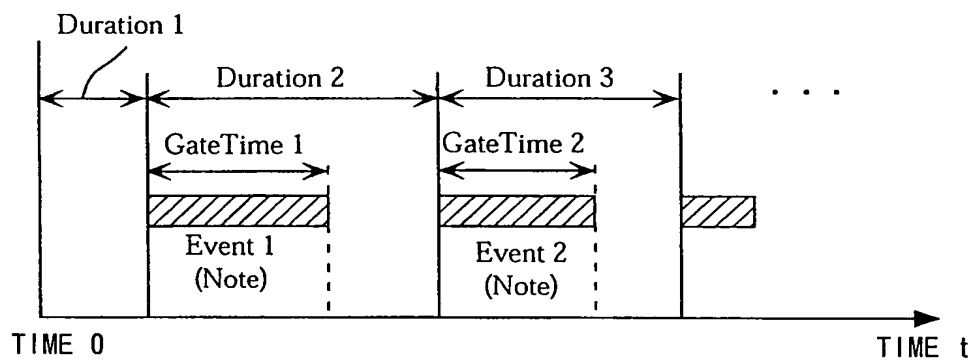 Duration 1
Duration 2
Duration 3
. . .
GateTime 1
GateTime 2
Event 1
(Note)
Event 2
(Note)
TIME 0
TIME t